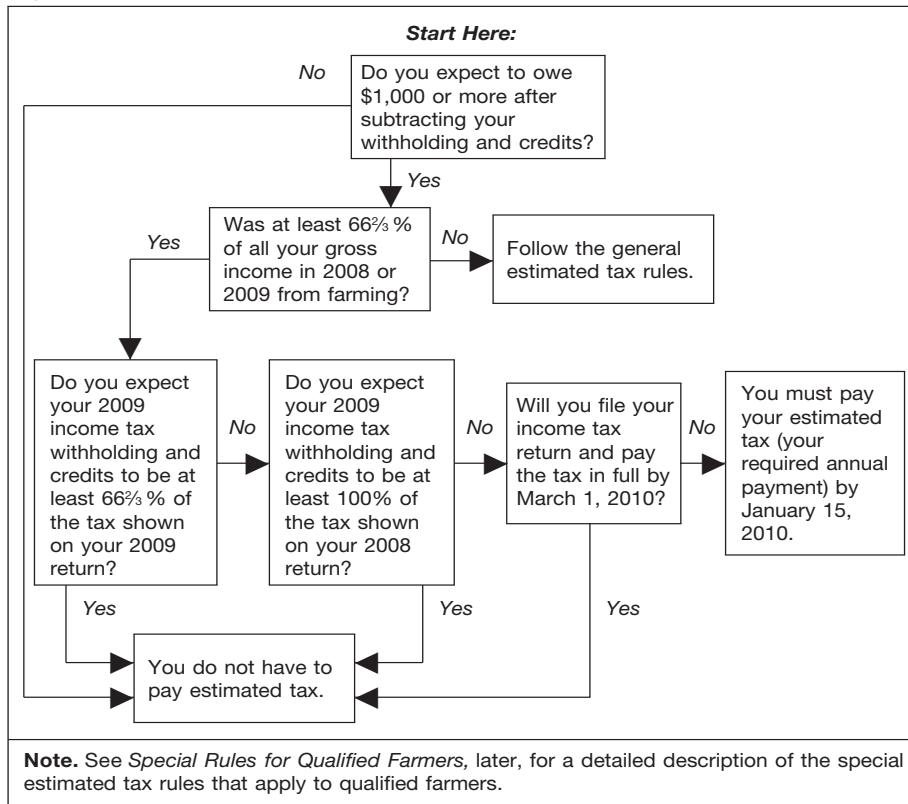 Start Here:
No
Do you expect to owe
$1,000 or more after
subtracting your
withholding and credits?
Yes
Was at least 66⅔ %
of all your gross
income in 2008 or
2009 from farming?
Yes
No
Follow the general
estimated tax rules.
Do you expect
your 2009
income tax
withholding and
credits to be at
least 66⅔ % of
the tax shown
on your 2009
return?
No
Do you expect
your 2009
income tax
withholding and
credits to be at
least 100% of
the tax shown
on your 2008
return?
No
Will you file your
income tax
return and pay
the tax in full by
March 1, 2010?
No
You must pay
your estimated
tax (your
required annual
payment) by
January 15,
2010.
Yes
Yes
Yes
You do not have to
pay estimated tax.
Note. See Special Rules for Qualified Farmers, later, for a detailed description of the special
estimated tax rules that apply to qualified farmers.